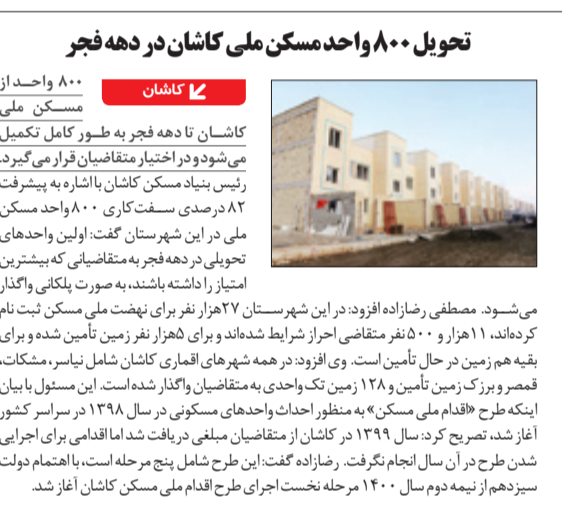 تحویل ۸۰۰ واحد مسکن ملی کاشان در دهه فجر
کاشان
۸۰۰ واحد از
مسکن ملی
کاشان تا دهه فجر به طور کامل تکمیل
می‌شود و در اختیار متقاضیان قرار می‌گیرد.
رئیس بنیاد مسکن کاشان با اشاره به پیشرفت
۸۲ درصدی سفت‌کاری ۸۰۰ واحد مسکن
ملی در این شهرستان گفت: اولین واحدهای
تحویلی در دهه فجر به متقاضیانی که بیشترین
امتیاز را داشته باشند، به صورت پلکانی واگذار
می‌شود. مصطفی رضازاده افزود: در این شهرستان ۲۷هزار نفر برای نهضت ملی مسکن ثبت نام
کرده‌اند، ۱۱هزار و ۵۰۰ نفر متقاضی احراز شرایط شده‌اند و برای ۵هزار نفر زمین تأمین شده و برای
بقیه هم زمین در حال تأمین است. وی افزود: در همه شهرهای اقماری کاشان شامل نیاسر، مشکات،
قمصر و برزک زمین تأمین و ۱۲۸ زمین تک واحدی به متقاضیان واگذار شده است. این مسئول با بیان
اینکه طرح «اقدام ملی مسکن» به منظور احداث واحدهای مسکونی در سال ۱۳۹۸ در سراسر کشور
آغاز شد، تصریح کرد: سال ۱۳۹۹ در کاشان از متقاضیان مبلغی دریافت شد اما اقدامی برای اجرایی
شدن طرح در آن سال انجام نگرفت. رضازاده گفت: این طرح شامل پنج مرحله است، با اهتمام دولت
سیزدهم از نیمه دوم سال ۱۴۰۰ مرحله نخست اجرای طرح اقدام ملی مسکن کاشان آغاز شد.